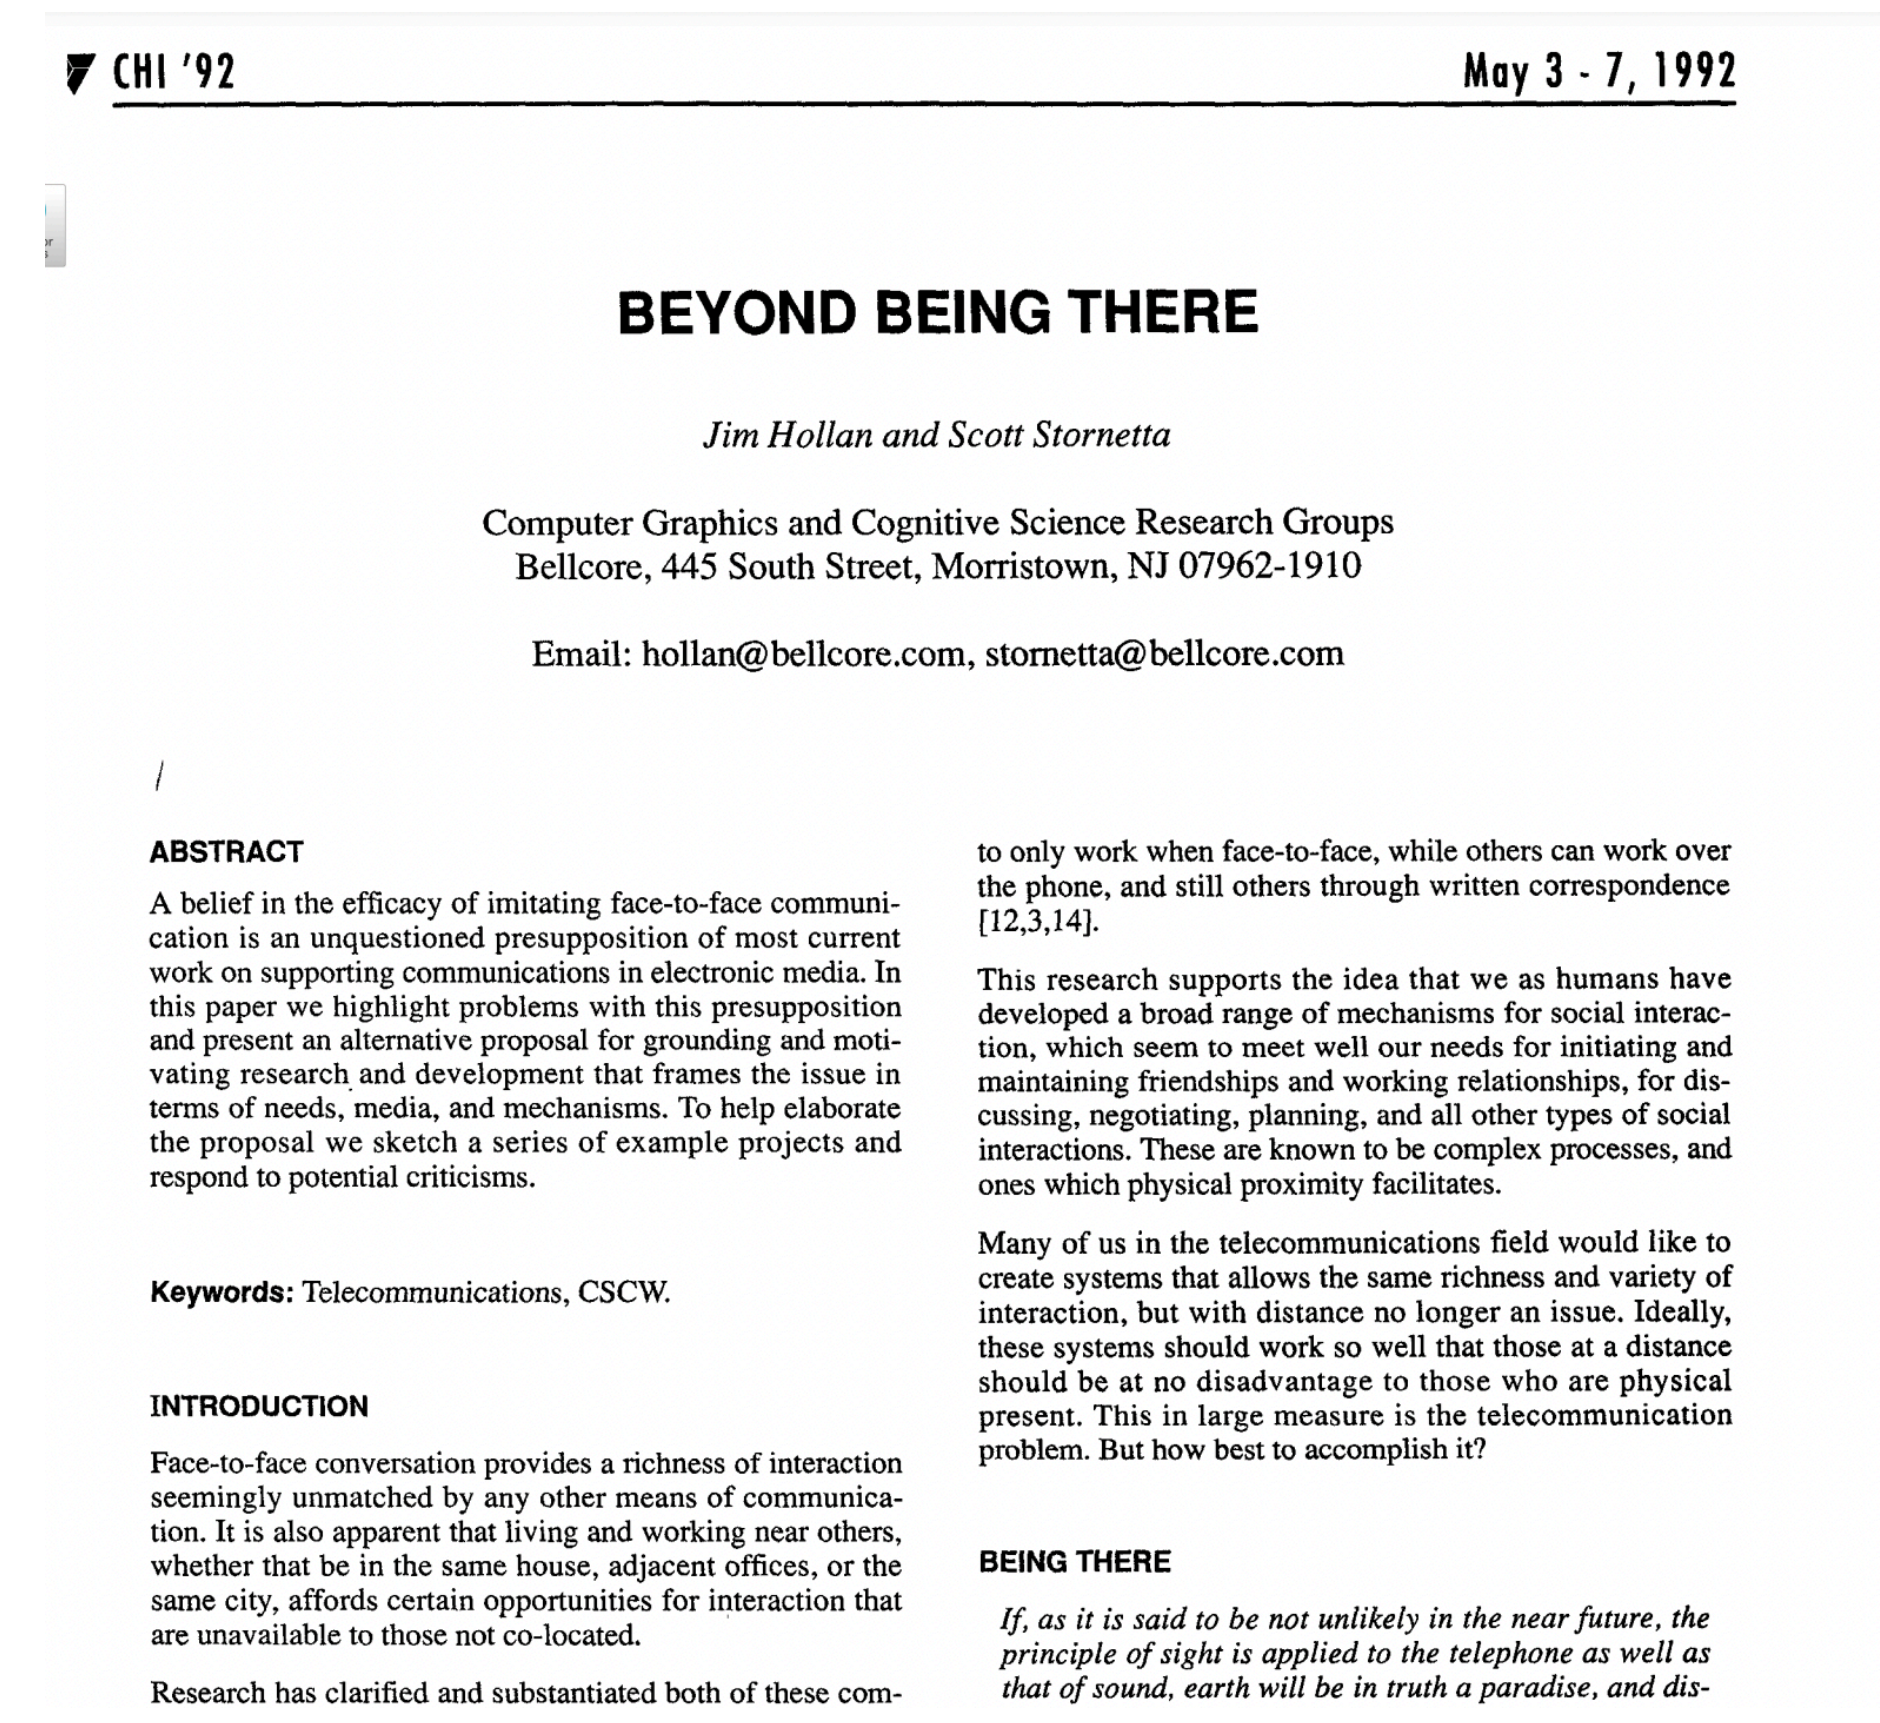 CHI '92
May 3 - 7, 1992
or
s
BEYOND BEING THERE
Jim Hollan and Scott Stornetta
Computer Graphics and Cognitive Science Research Groups
Bellcore, 445 South Street, Morristown, NJ 07962-1910
Email: hollan@bellcore.com, stornetta@bellcore.com
/
ABSTRACT
A belief in the efficacy of imitating face-to-face communi-
cation is an unquestioned presupposition of most current
work on supporting communications in electronic media. In
this paper we highlight problems with this presupposition
and present an alternative proposal for grounding and moti-
vating research and development that frames the issue in
terms of needs, media, and mechanisms. To help elaborate
the proposal we sketch a series of example projects and
respond to potential criticisms.
Keywords: Telecommunications, CSCW.
INTRODUCTION
Face-to-face conversation provides a richness of interaction
seemingly unmatched by any other means of communica-
tion. It is also apparent that living and working near others,
whether that be in the same house, adjacent offices, or the
same city, affords certain opportunities for interaction that
are unavailable to those not co-located.
Research has clarified and substantiated both of these com-
to only work when face-to-face, while others can work over
the phone, and still others through written correspondence
[12,3,14].
This research supports the idea that we as humans have
developed a broad range of mechanisms for social interac-
tion, which seem to meet well our needs for initiating and
maintaining friendships and working relationships, for dis-
cussing, negotiating, planning, and all other types of social
interactions. These are known to be complex processes, and
ones which physical proximity facilitates.
Many of us in the telecommunications field would like to
create systems that allows the same richness and variety of
interaction, but with distance no longer an issue. Ideally,
these systems should work so well that those at a distance
should be at no disadvantage to those who are physical
present. This in large measure is the telecommunication
problem. But how best to accomplish it?
BEING THERE
If, as it is said to be not unlikely in the near future, the
principle of sight is applied to the telephone as well as
that of sound, earth will be in truth a paradise, and dis-